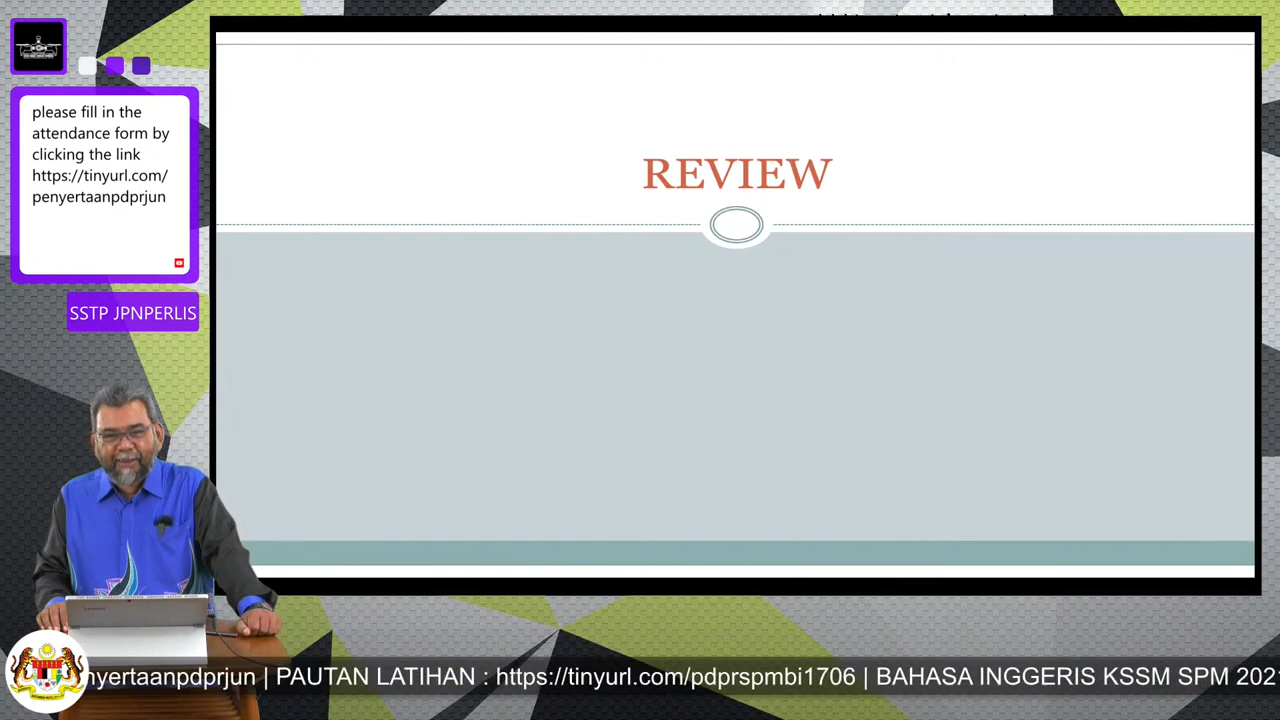 please fill in the
attendance form by
clicking the link
https://tinyurl.com/
penyertaanpdprjun
SSTP JPNPERLIS
REVIEW
nyertaanpdprjun | PAUTAN LATIHAN : https://tinyurl.com/pdprspmbi1706 | BAHASA INGGERIS KSSM SPM 2021